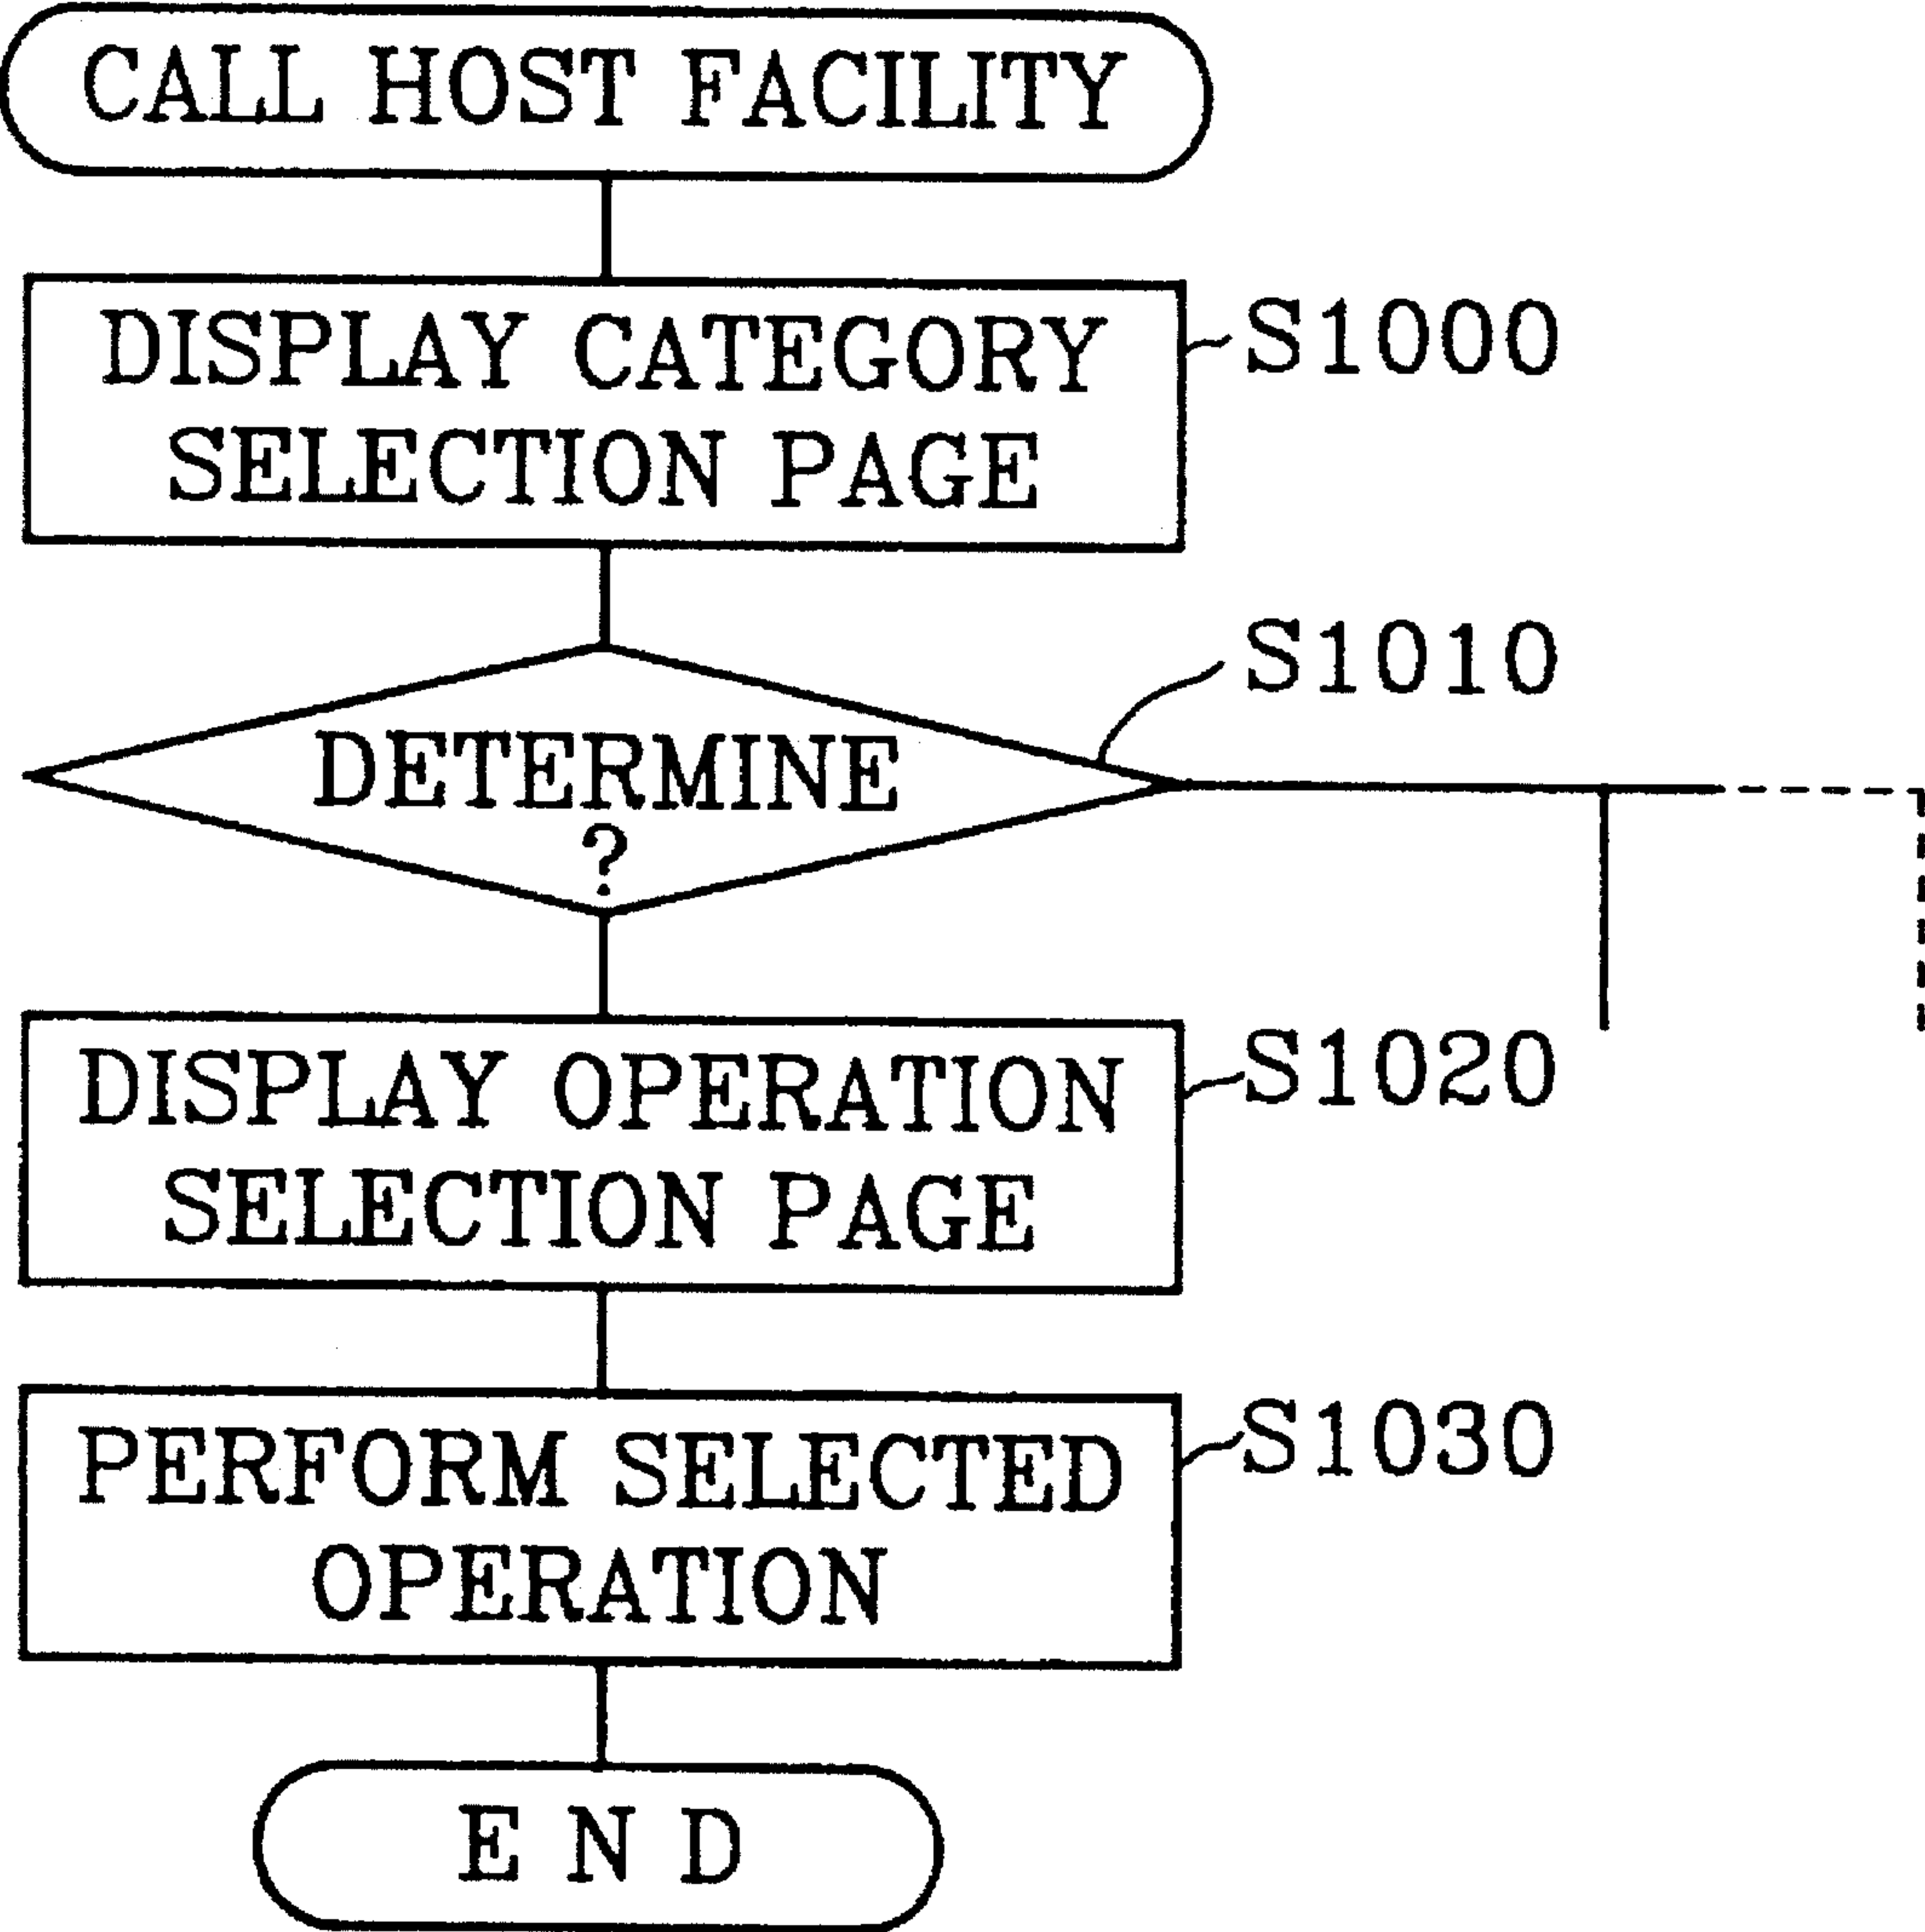 CALL HOST FACILITY
DISPLAY CATEGORY
SELECTION PAGE
S1000
S1010
DETERMINE
?
DISPLAY OPERATION
SELECTION PAGE
S1020
PERFORM SELECTED
OPERATION
S1030
END